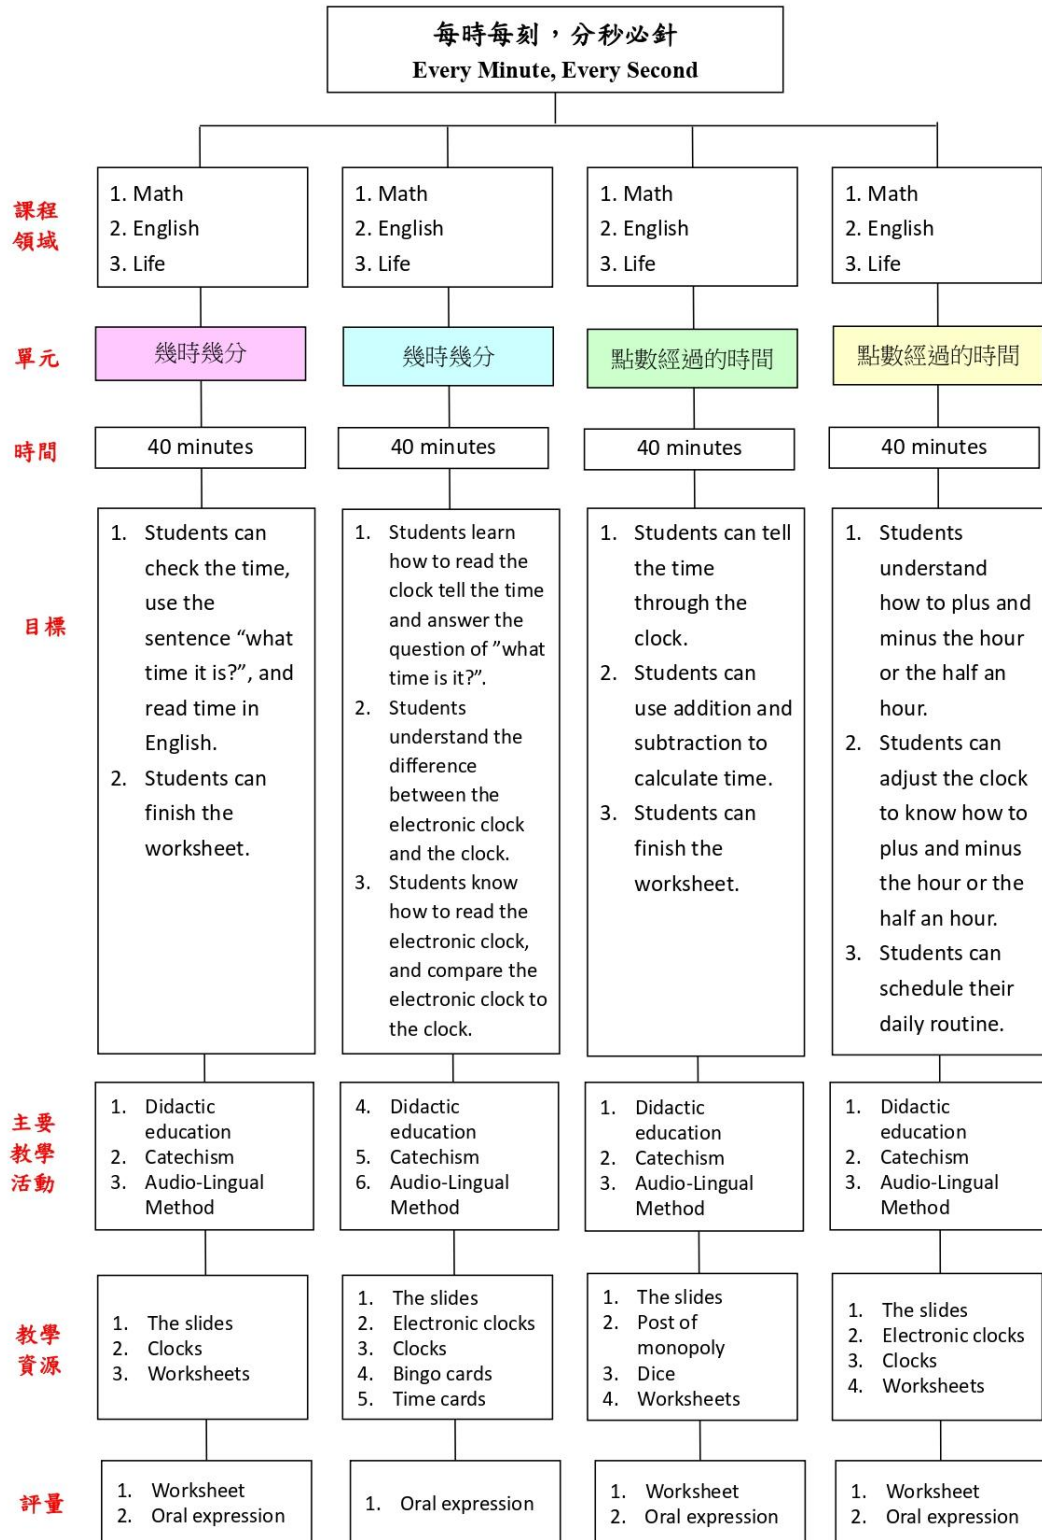 每時每刻，分秒必針
Every Minute, Every Second
課程
領域
1. Math
2. English
3. Life
1. Math
2. English
3. Life
1. Math
2. English
3. Life
1. Math
2. English
3. Life
單元
幾時幾分
幾時幾分
點數經過的時間
點數經過的時間
時間
40 minutes
40 minutes
40 minutes
40 minutes
目標
1. Students can
check the time,
use the
sentence “what
time it is?”, and
read time in
English.
2. Students can
finish the
worksheet.
1. Students learn
how to read the
clock tell the time
and answer the
question of ”what
time is it?”.
2. Students
understand the
difference
between the
electronic clock
and the clock.
3. Students know
how to read the
electronic clock,
and compare the
electronic clock to
the clock.
1. Students can tell
the time
through the
clock.
2. Students can
use addition and
subtraction to
calculate time.
3. Students can
finish the
worksheet.
1. Students
understand
how to plus and
minus the hour
or the half an
hour.
2. Students can
adjust the clock
to know how to
plus and minus
the hour or the
half an hour.
3. Students can
schedule their
daily routine.
主要
教學
活動
1. Didactic
education
2. Catechism
3. Audio-Lingual
Method
4. Didactic
education
5. Catechism
6. Audio-Lingual
Method
1. Didactic
education
2. Catechism
3. Audio-Lingual
Method
1. Didactic
education
2. Catechism
3. Audio-Lingual
Method
教學
資源
1. The slides
2. Clocks
3. Worksheets
1. The slides
2. Electronic clocks
3. Clocks
4. Bingo cards
5. Time cards
1. The slides
2. Post of
monopoly
3. Dice
4. Worksheets
1. The slides
2. Electronic clocks
3. Clocks
4. Worksheets
評量
1. Worksheet
2. Oral expression
1. Oral expression
1. Worksheet
2. Oral expression
1. Worksheet
2. Oral expression